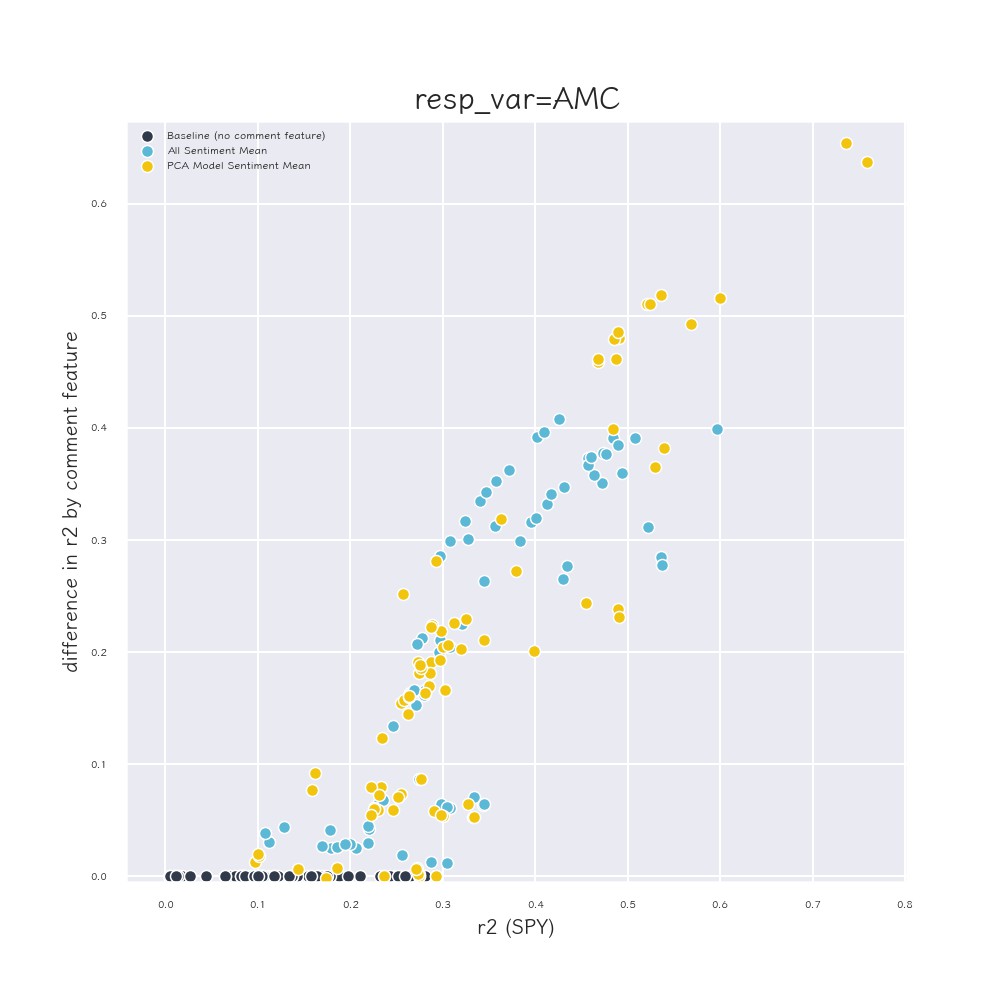 resp_var=AMC
Baseline (no comment feature)
All Sentiment Mean
PCA Model Sentiment Mean
0.6
0.5
0.4
0.3
0.2
0.1
0.0
difference in r2 by comment feature
0.0 0.1 0.2 0.3 0.4 0.5 0.6 0.7 0.8
r2 (SPY)